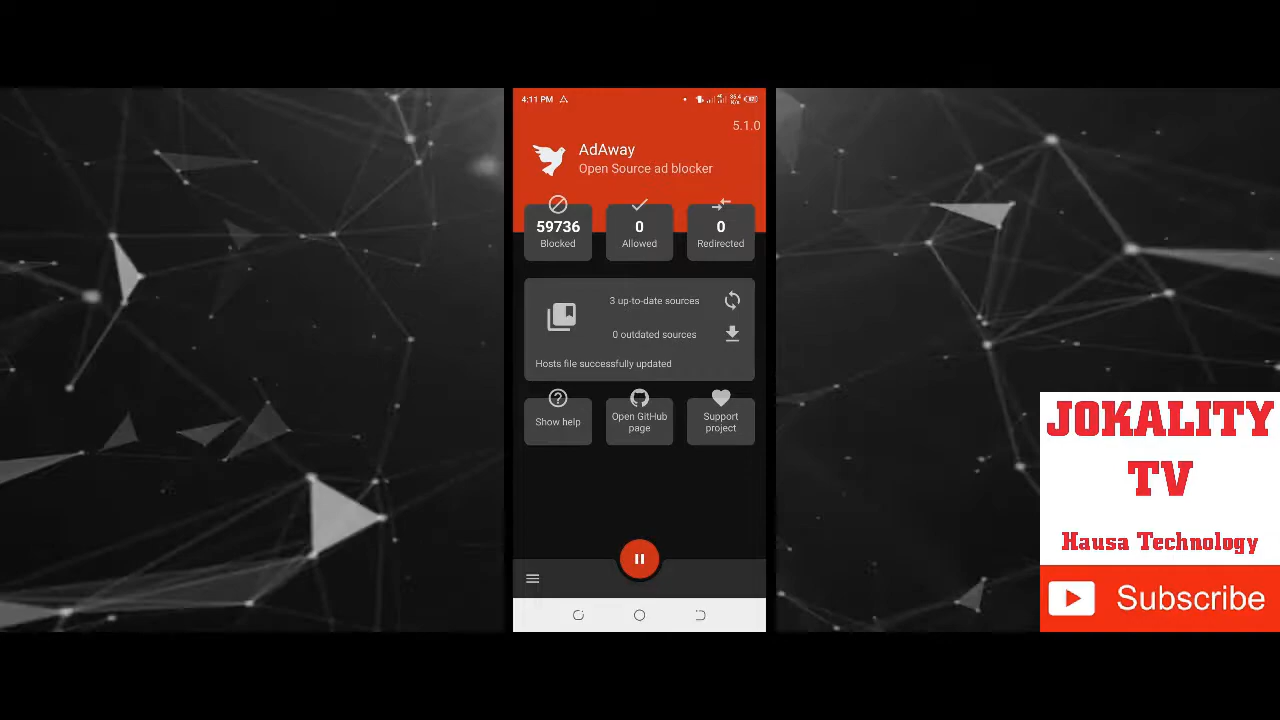 4:11 PM
5.1.0
AdAway
Open Source ad blocker
59736
Blocked
0
Allowed
0
Redirected
3 up-to-date sources
0 outdated sources
Hosts file successfully updated
Show help
Open GitHub
page
Support
project
JOKALITY
TV
Hausa Technology
Subscribe